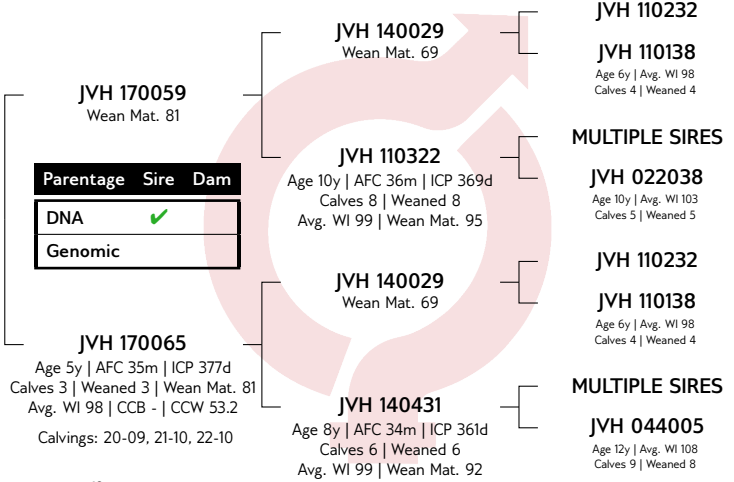 JVH 170059
Wean Mat. 81
Parentage Sire Dam
DNA ✔
Genomic
JVH 170065
Age 5y | AFC 35m | ICP 377d
Calves 3 | Weaned 3 | Wean Mat. 81
Avg. WI 98 | CCB - | CCW 53.2
Calvings: 20-09, 21-10, 22-10
JVH 140029
Wean Mat. 69
JVH 110322
Age 10y | AFC 36m | ICP 369d
Calves 8 | Weaned 8
Avg. WI 99 | Wean Mat. 95
JVH 140029
Wean Mat. 69
JVH 140431
Age 8y | AFC 34m | ICP 361d
Calves 6 | Weaned 6
Avg. WI 99 | Wean Mat. 92
JVH 110232
JVH 110138
Age 6y | Avg. WI 98
Calves 4 | Weaned 4
MULTIPLE SIRES
JVH 022038
Age 10y | Avg. WI 103
Calves 5 | Weaned 5
JVH 110232
JVH 110138
Age 6y | Avg. WI 98
Calves 4 | Weaned 4
MULTIPLE SIRES
JVH 044005
Age 12y | Avg. WI 108
Calves 9 | Weaned 8